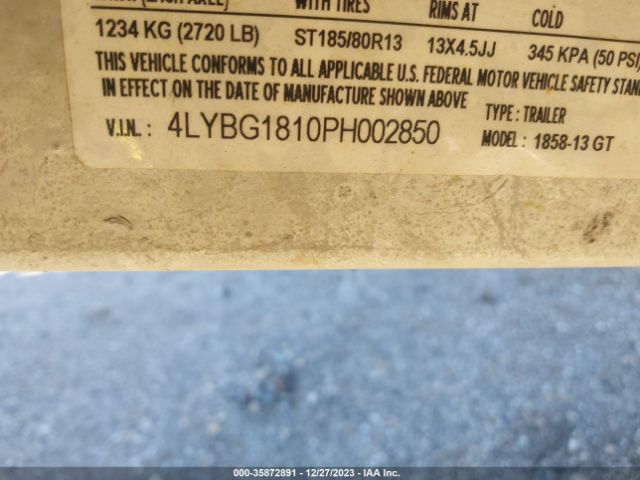 WITH TIRES RIMS AT COLD
1234 KG (2720 LB) ST185/80R13 13X4.5JJ 345 KPA (50 PSI)
THIS VEHICLE CONFORMS TO ALL APPLICABLE U.S. FEDERAL MOTOR VEHICLE SAFETY STAN
IN EFFECT ON THE DATE OF MANUFACTURE SHOWN ABOVE
V.I.N.: 4LYBG1810PH002850
TYPE: TRAILER
MODEL: 1858-13 GT
000-35872891 - 12/27/2023 - IAA Inc.